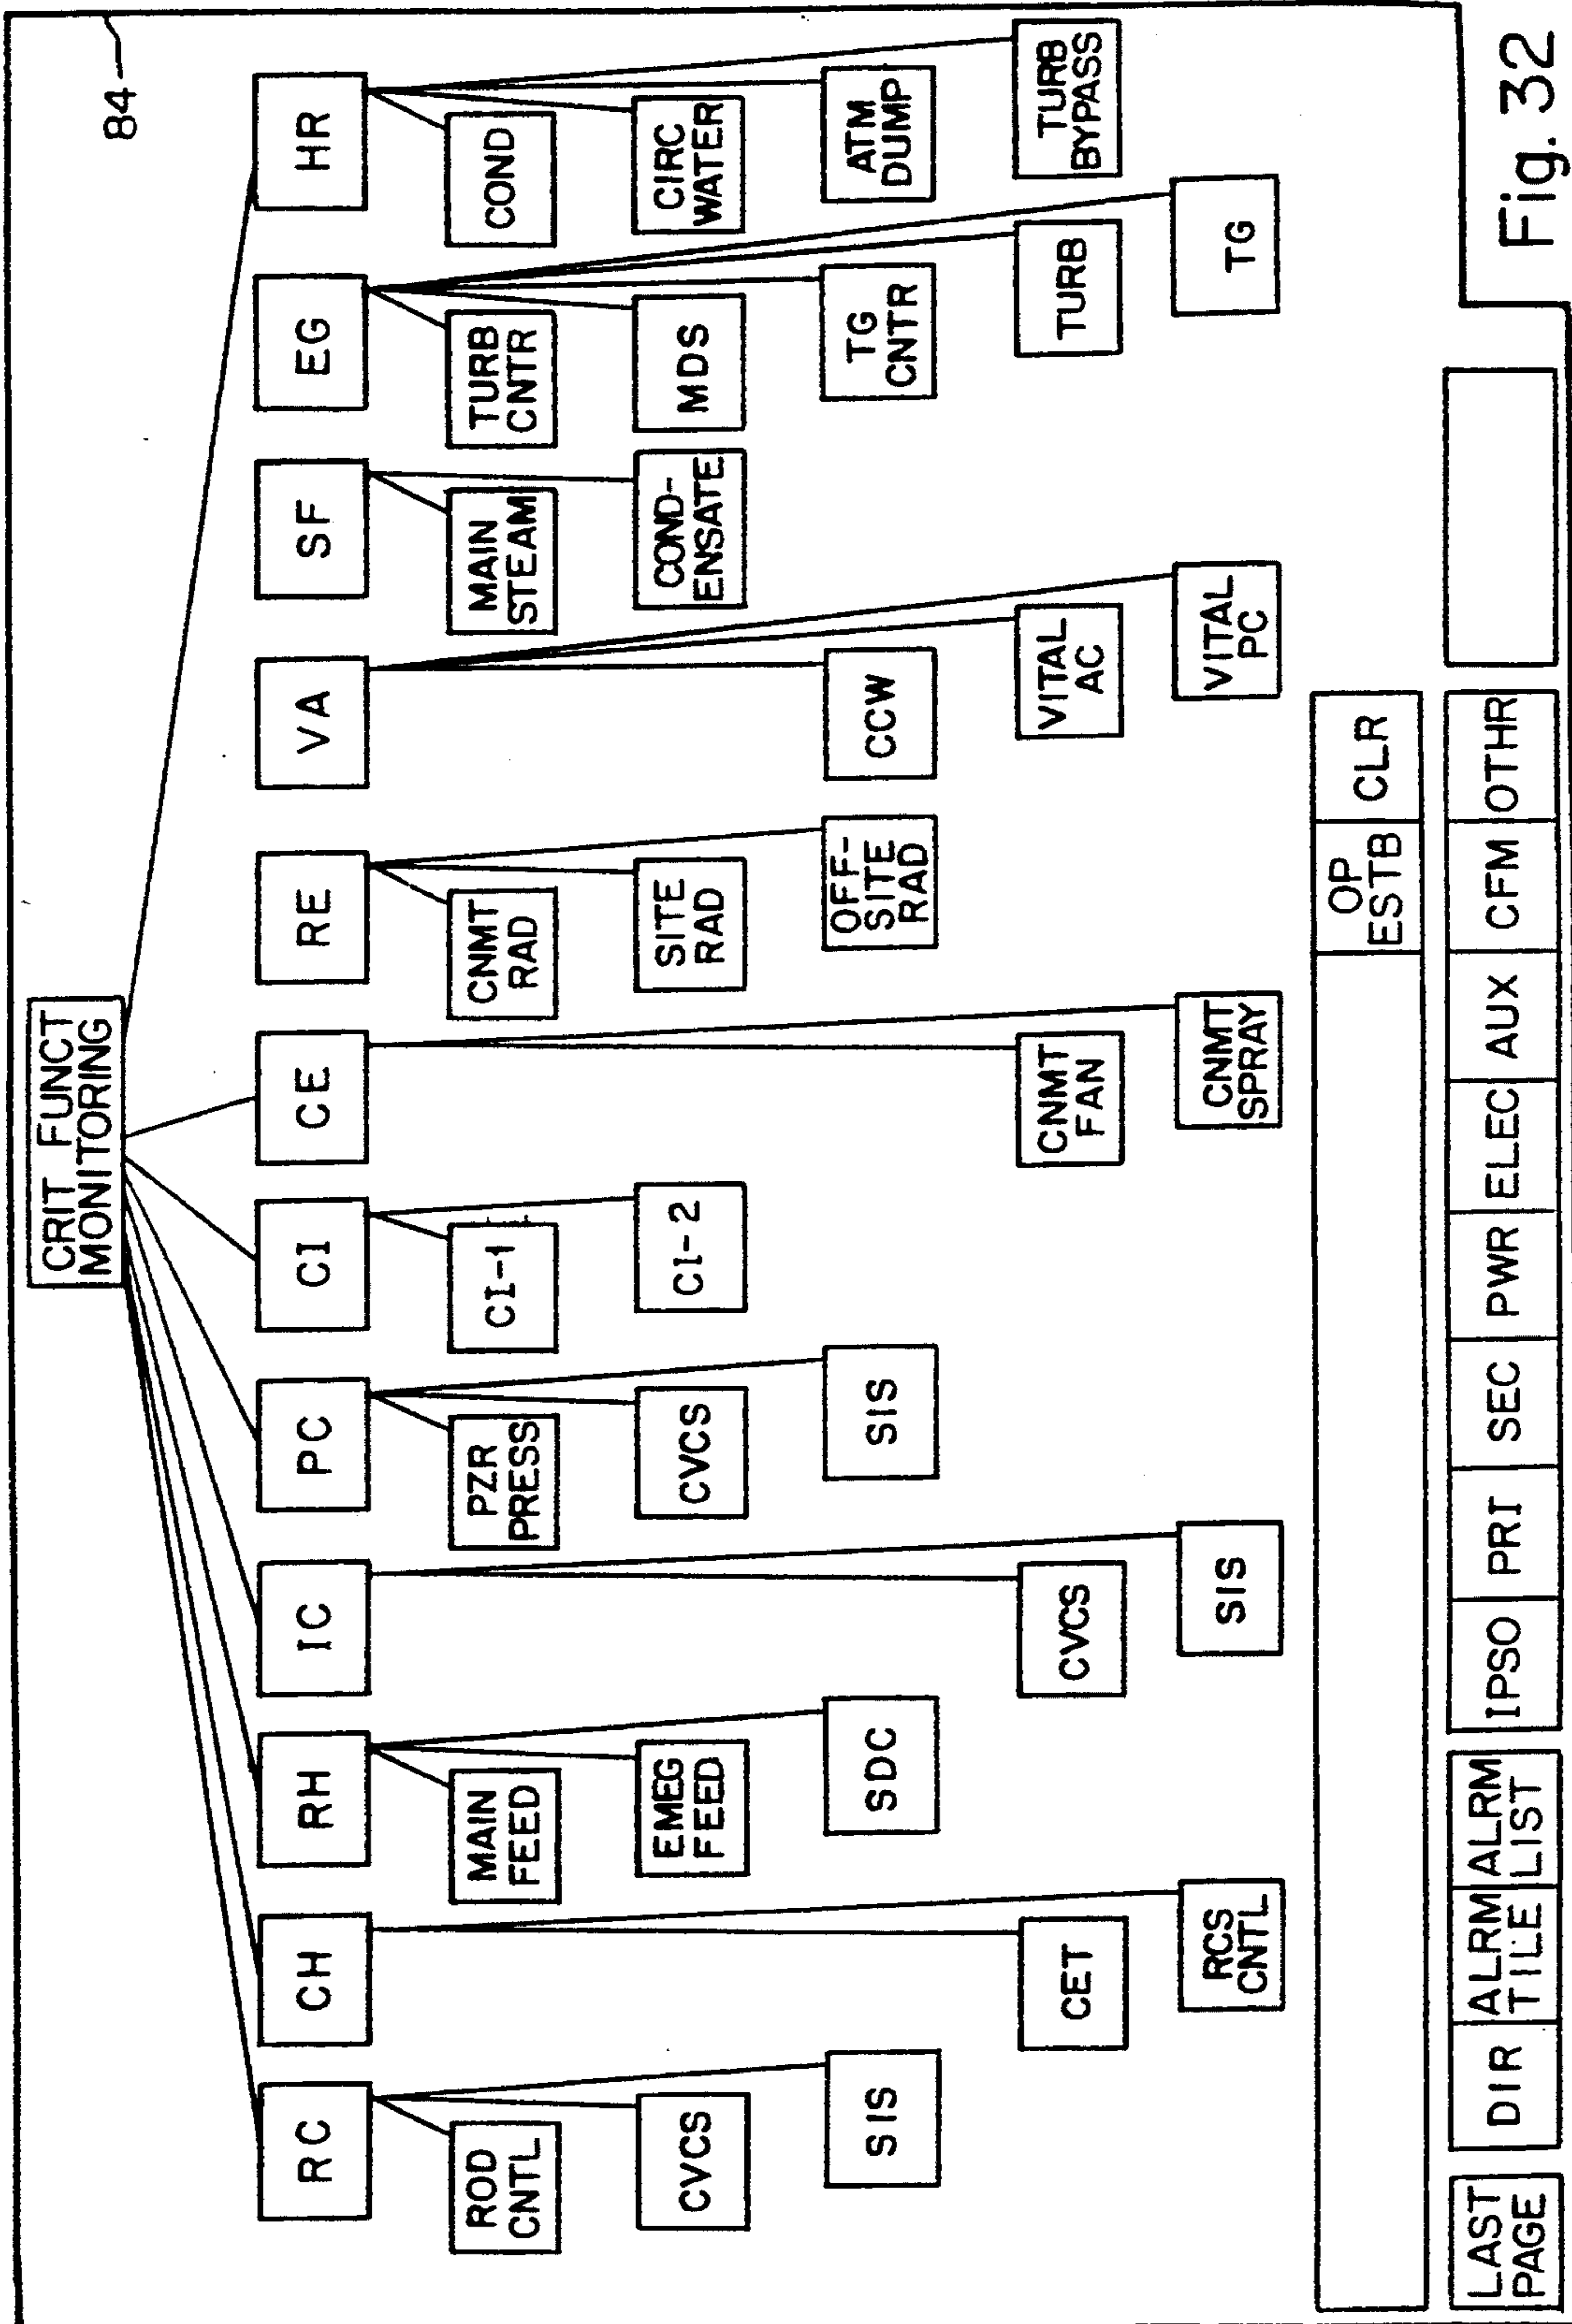 84
CRIT FUNCT
MONITORING
RC
CH
RH
IC
PC
CI
CE
RE
VA
SF
EG
HR
ROD
CNTL
MAIN
FEED
PZR
PRESS
CI-1
CNMT
RAD
MAIN
STEAM
TURB
CNTR
COND
CVCS
EMEG
FEED
CVCS
CI-2
SITE
RAD
COND-
ENSATE
MDS
CIRC
WATER
SIS
SDC
SIS
OFF-
SITE
RAD
CCW
TG
CNTR
ATM
DUMP
CET
CVCS
CNMT
FAN
VITAL
AC
TURB
TURB
BYPASS
RCS
CNTL
SIS
CNMT
SPRAY
VITAL
PC
TG
OP
ESTB
CLR
LAST
PAGE
DIR
ALRM
TILE
ALRM
LIST
IPSO
PRI
SEC
PWR
ELEC
AUX
CFM
OTHR
Fig. 32